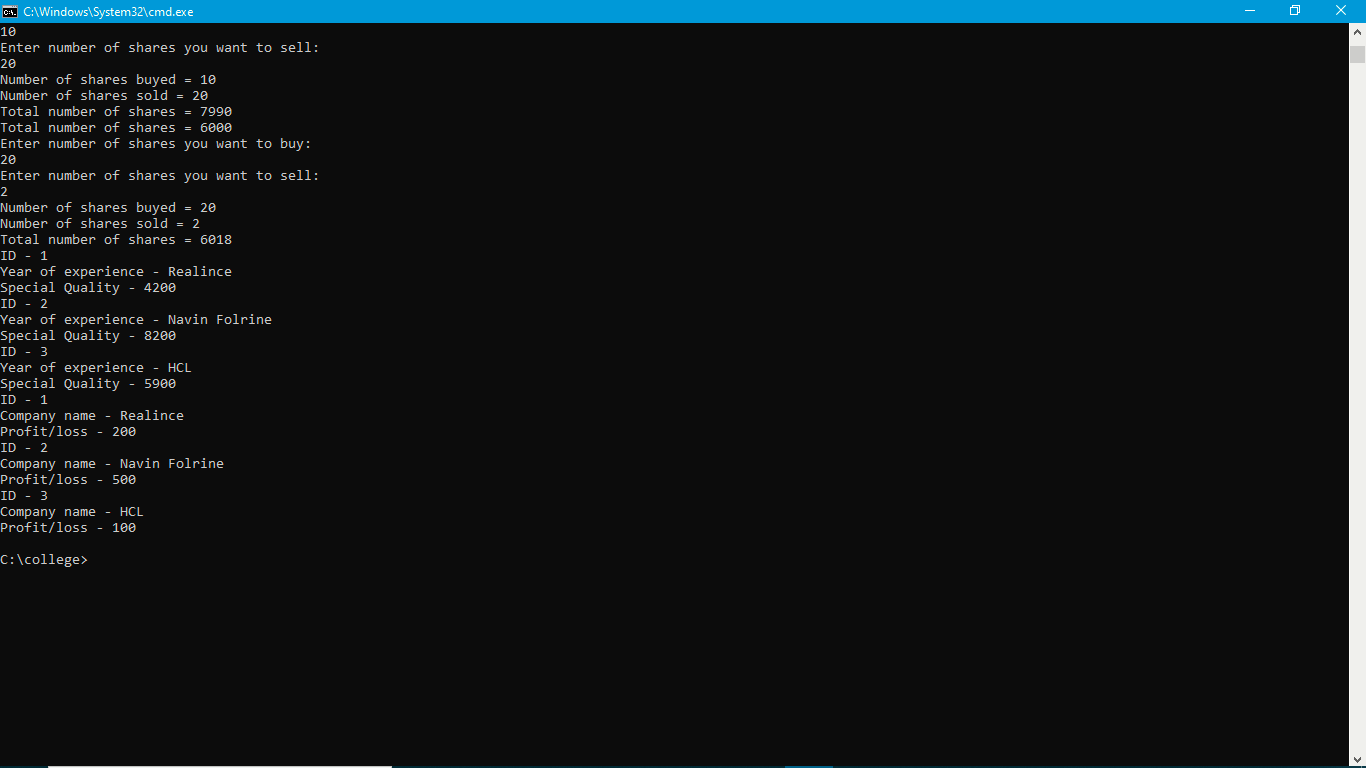 C:\Windows\System32\cmd.exe
10
Enter number of shares you want to sell:
20
Number of shares buyed = 10
Number of shares sold = 20
Total number of shares = 7990
Total number of shares = 6000
Enter number of shares you want to buy:
20
Enter number of shares you want to sell:
2
Number of shares buyed = 20
Number of shares sold = 2
Total number of shares = 6018
ID - 1
Year of experience - Realince
Special Quality - 4200
ID - 2
Year of experience - Navin Folrine
Special Quality - 8200
ID - 3
Year of experience - HCL
Special Quality - 5900
ID - 1
Company name - Realince
Profit/loss - 200
ID - 2
Company name - Navin Folrine
Profit/loss - 500
ID - 3
Company name - HCL
Profit/loss - 100
C:\college>